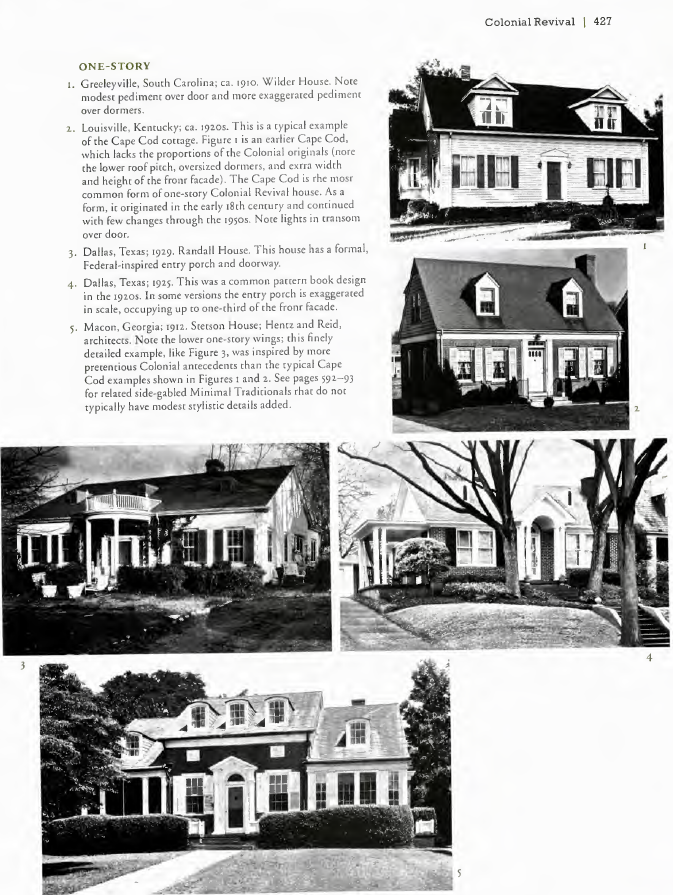 Colonial Revival | 427
ONE-STORY
1. Greeleyville, South Carolina; ca. 1910. Wilder House. Note
modest pediment over door and more exaggerated pediment
over dormers.
2. Louisville, Kentucky; ca. 1920s. This is a typical example
of the Cape Cod cottage. Figure 1 is an earlier Cape Cod,
which lacks the proportions of the Colonial originals (note
the lower roof pitch, oversized dormers, and extra width
and height of the front facade). The Cape Cod is the most
common form of one-story Colonial Revival house. As a
form, it originated in the early 18th century and continued
with few changes through the 1950s. Note lights in transom
over door.
3. Dallas, Texas; 1929. Randall House. This house has a formal,
Federal-inspired entry porch and doorway.
4. Dallas, Texas; 1925. This was a common pattern book design
in the 1920s. In some versions the entry porch is exaggerated
in scale, occupying up to one-third of the front facade.
5. Macon, Georgia; 1912. Stetson House; Hentz and Reid,
architects. Note the lower one-story wings; this finely
detailed example, like Figure 3, was inspired by more
pretentious Colonial antecedents than the typical Cape
Cod examples shown in Figures 1 and 2. See pages 592–93
for related side-gabled Minimal Traditionals that do not
typically have modest stylistic details added.
1
2
3
4
5